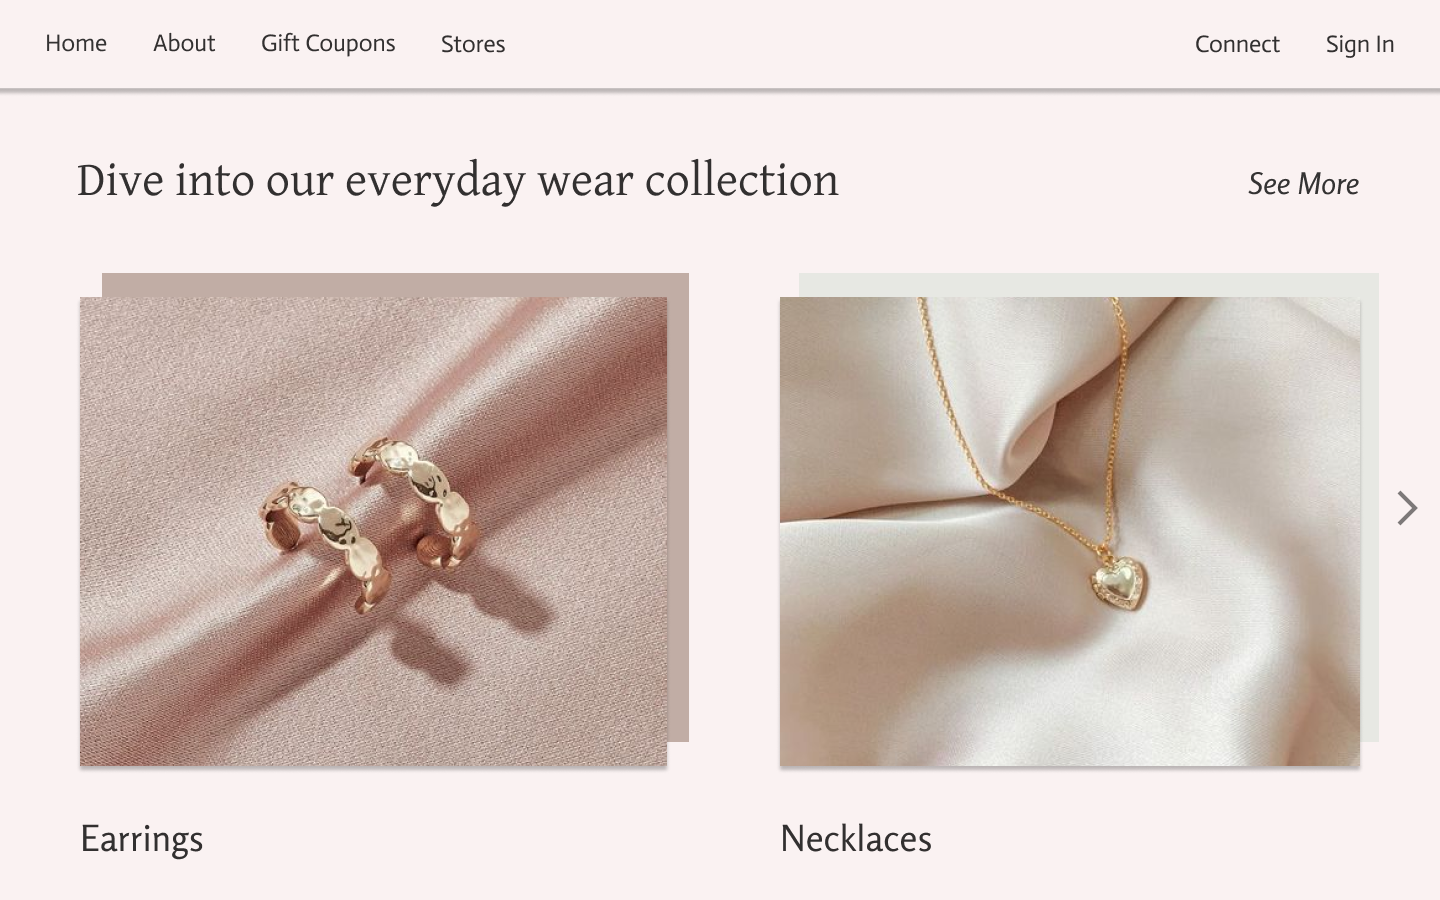 Home About Gift Coupons Stores Connect Sign In
Dive into our everyday wear collection
See More
Earrings
Necklaces